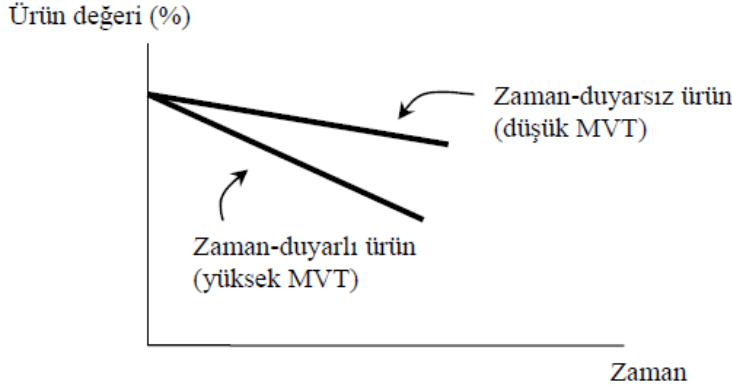 Ürün değeri (%)
Zaman-duyarsız ürün
(düşük MVT)
Zaman-duyarlı ürün
(yüksek MVT)
Zaman